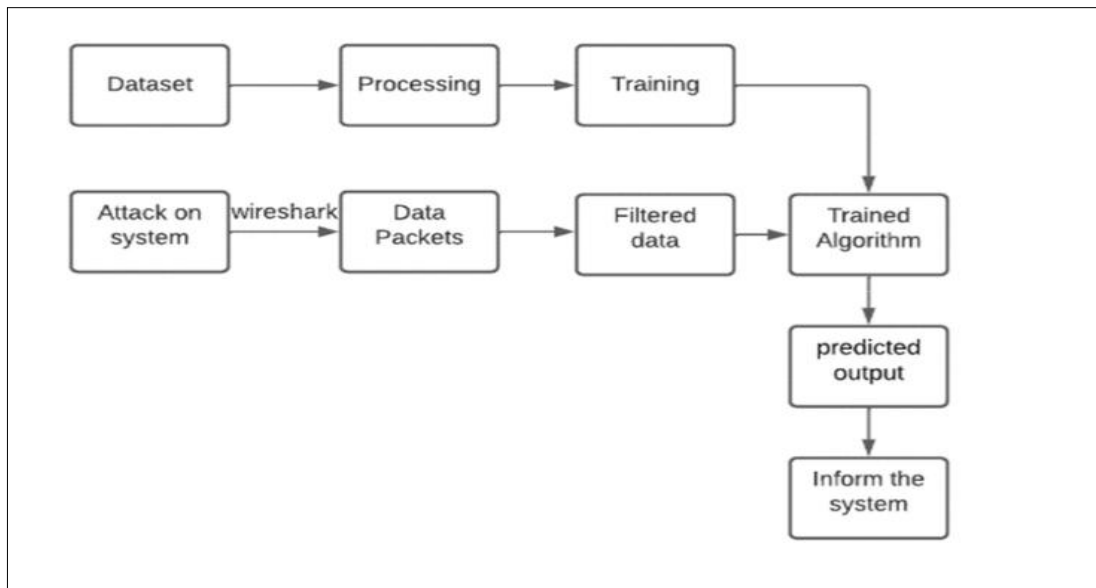 Dataset
Processing
Training
Attack on
system
wireshark
Data
Packets
Filtered
data
Trained
Algorithm
predicted
output
Inform the
system